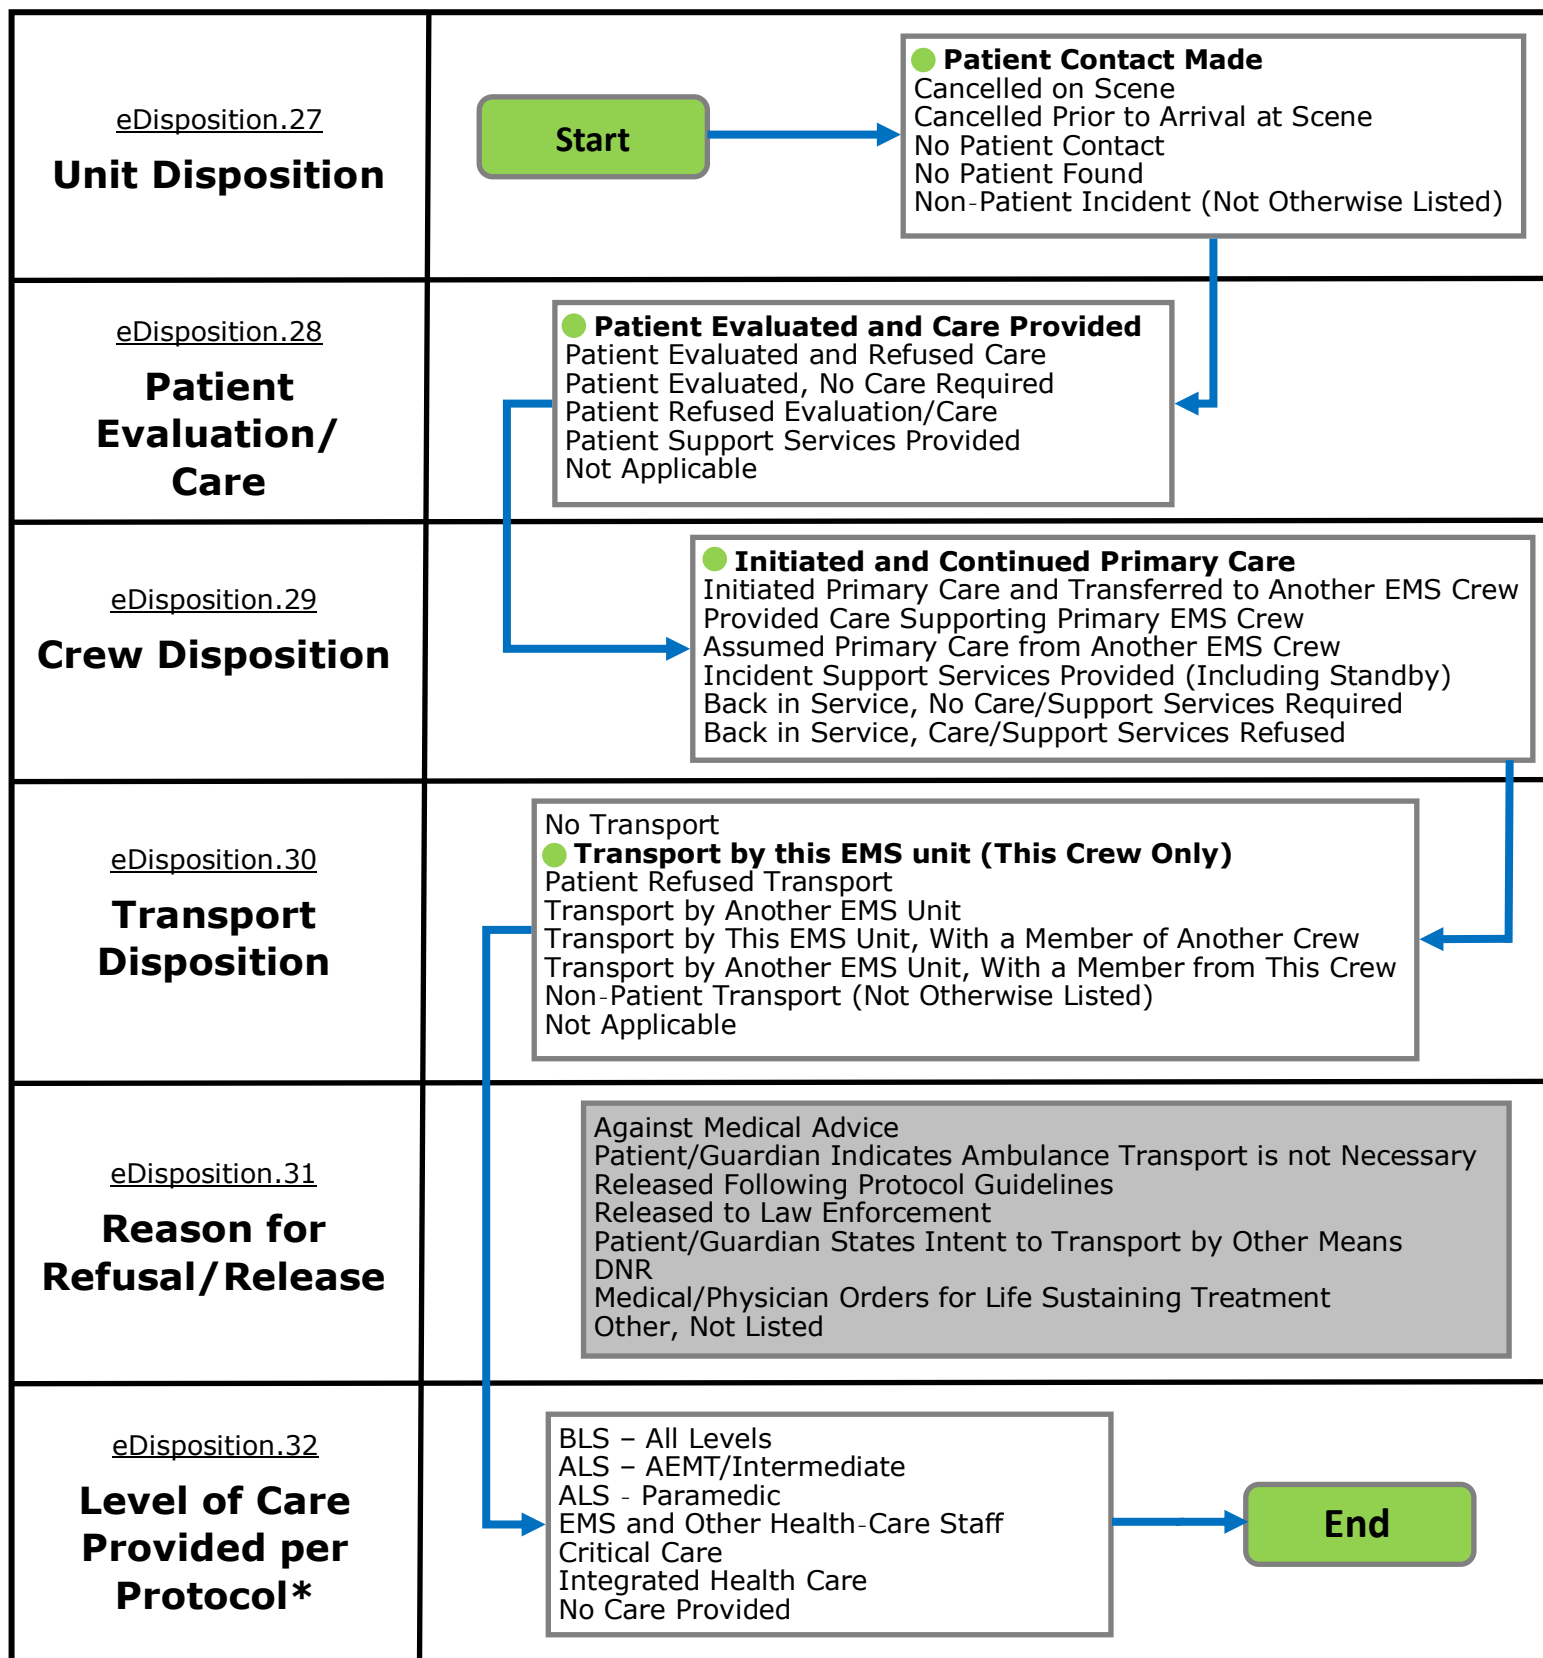 eDisposition.27
Unit Disposition
Start
Patient Contact Made
Cancelled on Scene
Cancelled Prior to Arrival at Scene
No Patient Contact
No Patient Found
Non-Patient Incident (Not Otherwise Listed)
eDisposition.28
Patient
Evaluation/
Care
Patient Evaluated and Care Provided
Patient Evaluated and Refused Care
Patient Evaluated, No Care Required
Patient Refused Evaluation/Care
Patient Support Services Provided
Not Applicable
eDisposition.29
Crew Disposition
Initiated and Continued Primary Care
Initiated Primary Care and Transferred to Another EMS Crew
Provided Care Supporting Primary EMS Crew
Assumed Primary Care from Another EMS Crew
Incident Support Services Provided (Including Standby)
Back in Service, No Care/Support Services Required
Back in Service, Care/Support Services Refused
eDisposition.30
Transport
Disposition
No Transport
Transport by this EMS unit (This Crew Only)
Patient Refused Transport
Transport by Another EMS Unit
Transport by This EMS Unit, With a Member of Another Crew
Transport by Another EMS Unit, With a Member from This Crew
Non-Patient Transport (Not Otherwise Listed)
Not Applicable
eDisposition.31
Reason for
Refusal/Release
Against Medical Advice
Patient/Guardian Indicates Ambulance Transport is not Necessary
Released Following Protocol Guidelines
Released to Law Enforcement
Patient/Guardian States Intent to Transport by Other Means
DNR
Medical/Physician Orders for Life Sustaining Treatment
Other, Not Listed
eDisposition.32
Level of Care
Provided per
Protocol*
BLS – All Levels
ALS – AEMT/Intermediate
ALS - Paramedic
EMS and Other Health-Care Staff
Critical Care
Integrated Health Care
No Care Provided
End